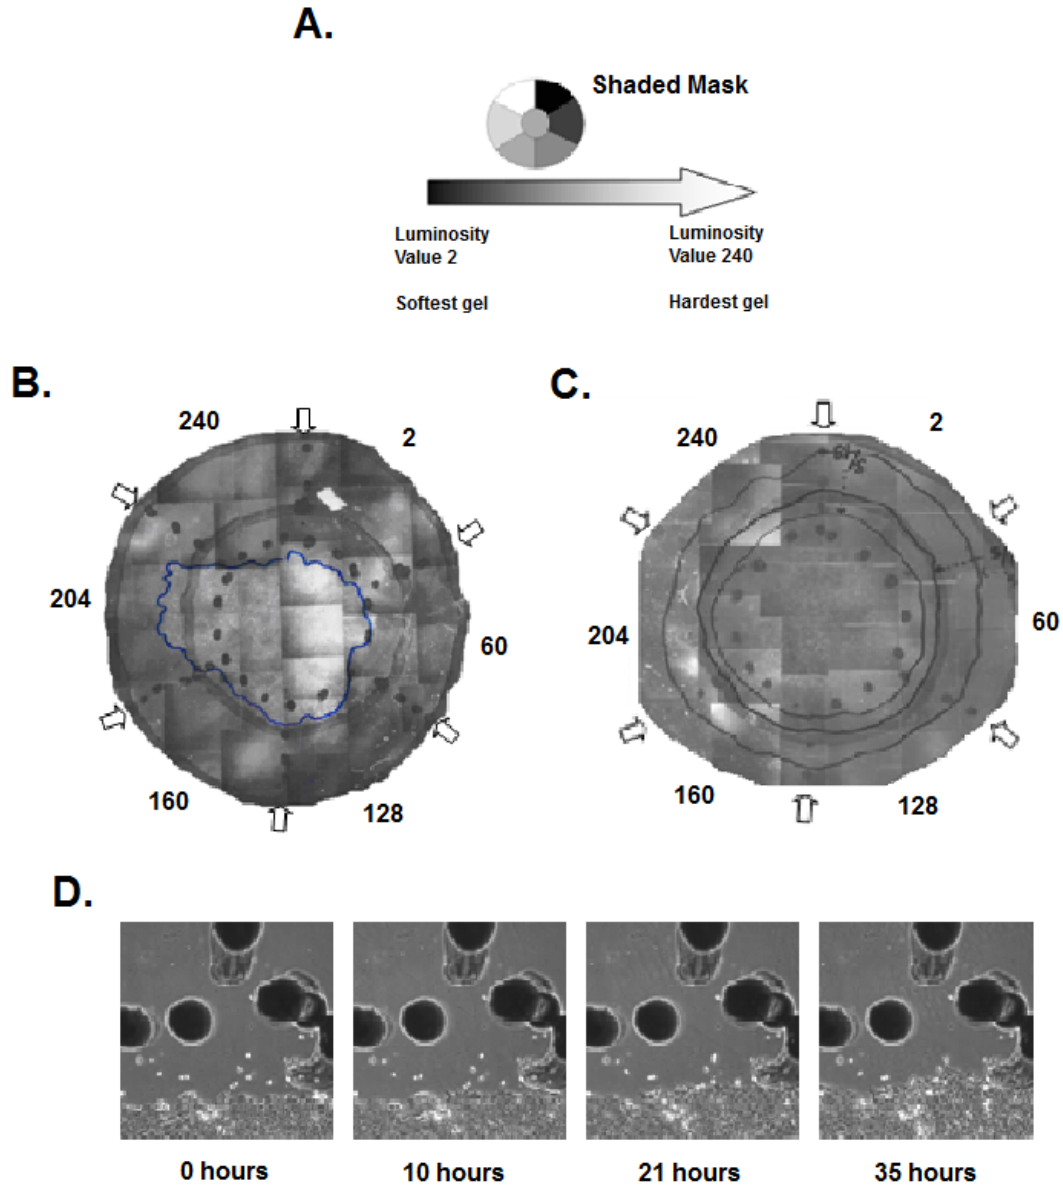 A.
Shaded Mask
Luminosity
Value 2
Luminosity
Value 240
Softest gel
Hardest gel
B.
C.
240
2
204
60
160
128
240
2
204
60
160
128
D.
0 hours
10 hours
21 hours
35 hours